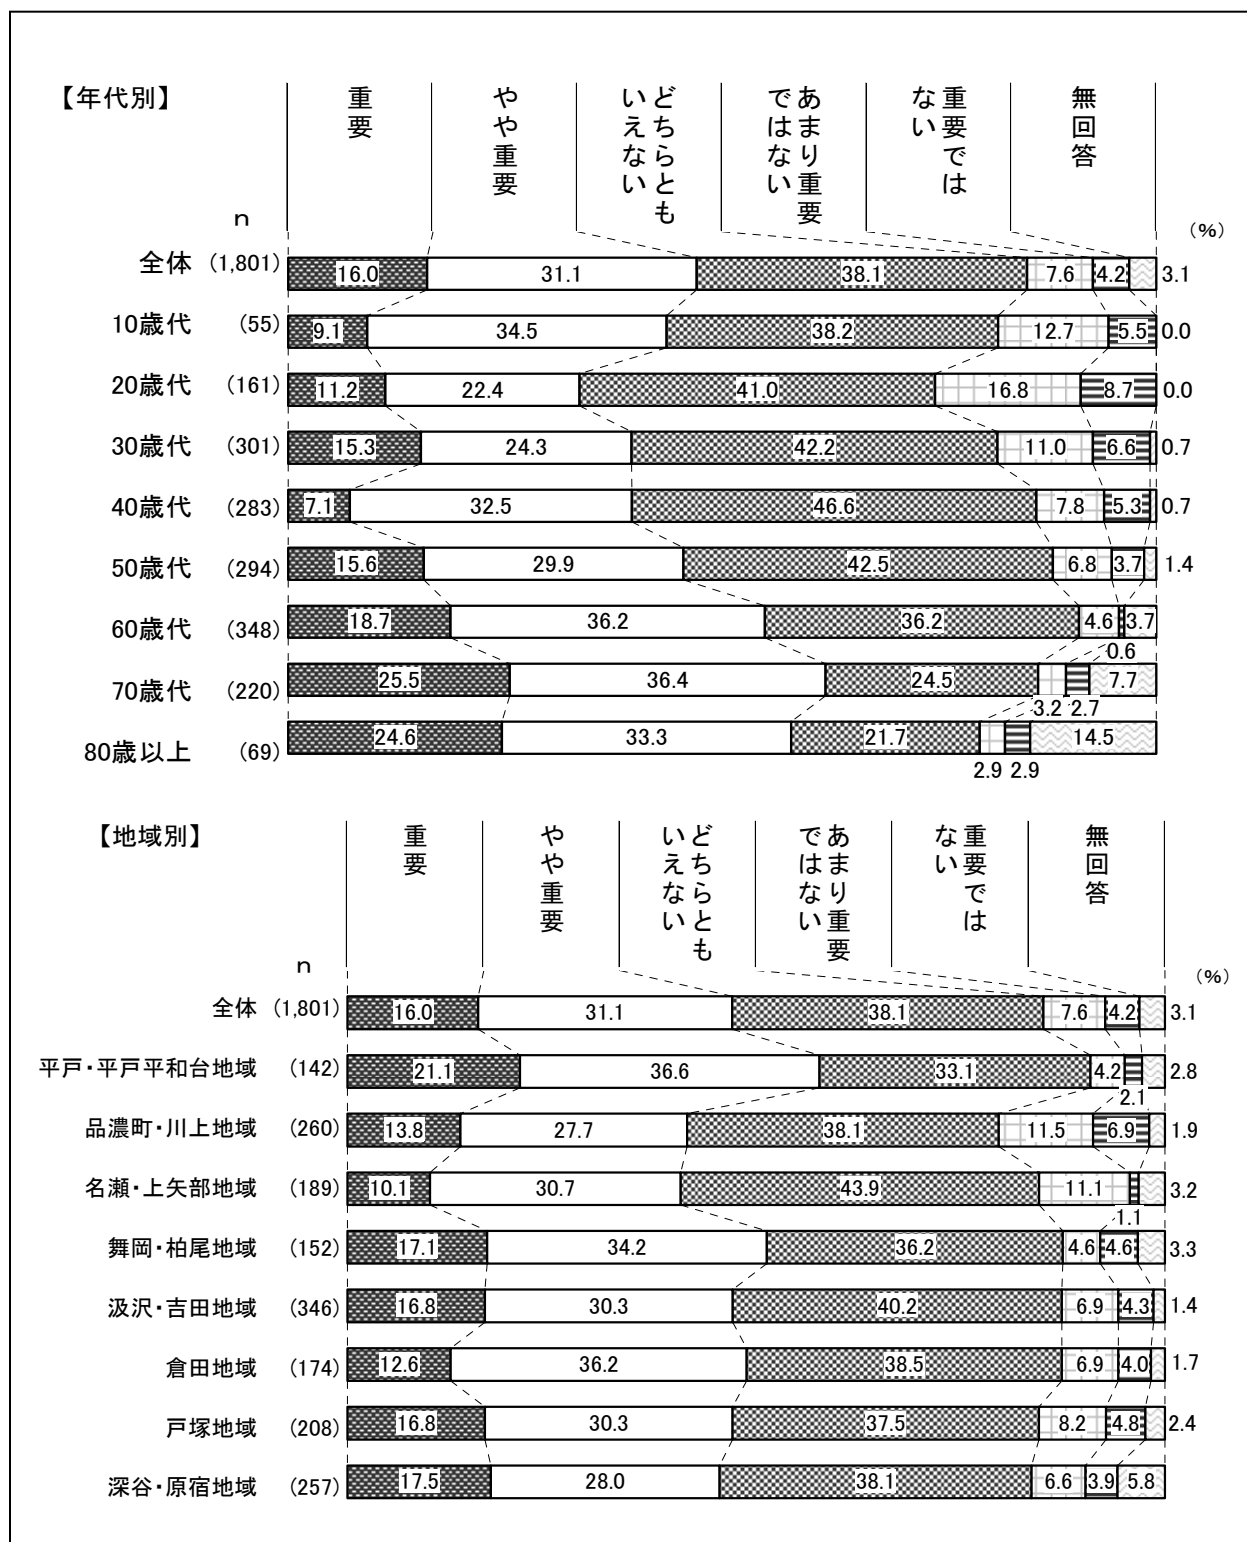 【年代別】
重要
やや重要
どちらとも
いえない
あまり重要
ではない
重要では
ない
無回答
n
(%)
全体 (1,801) 16.0 31.1 38.1 7.6 4.2 3.1
10歳代 (55) 9.1 34.5 38.2 12.7 5.5 0.0
20歳代 (161) 11.2 22.4 41.0 16.8 8.7 0.0
30歳代 (301) 15.3 24.3 42.2 11.0 6.6 0.7
40歳代 (283) 7.1 32.5 46.6 7.8 5.3 0.7
50歳代 (294) 15.6 29.9 42.5 6.8 3.7 1.4
60歳代 (348) 18.7 36.2 36.2 4.6 0.6 3.7
70歳代 (220) 25.5 36.4 24.5 3.2 2.7 7.7
80歳以上 (69) 24.6 33.3 21.7 2.9 2.9 14.5
【地域別】
重要
やや重要
どちらとも
いえない
あまり重要
ではない
重要では
ない
無回答
n
(%)
全体 (1,801) 16.0 31.1 38.1 7.6 4.2 3.1
平戸・平戸平和台地域 (142) 21.1 36.6 33.1 4.2 2.1 2.8
品濃町・川上地域 (260) 13.8 27.7 38.1 11.5 6.9 1.9
名瀬・上矢部地域 (189) 10.1 30.7 43.9 11.1 1.1 3.2
舞岡・柏尾地域 (152) 17.1 34.2 36.2 4.6 4.6 3.3
汲沢・吉田地域 (346) 16.8 30.3 40.2 6.9 4.3 1.4
倉田地域 (174) 12.6 36.2 38.5 6.9 4.0 1.7
戸塚地域 (208) 16.8 30.3 37.5 8.2 4.8 2.4
深谷・原宿地域 (257) 17.5 28.0 38.1 6.6 3.9 5.8